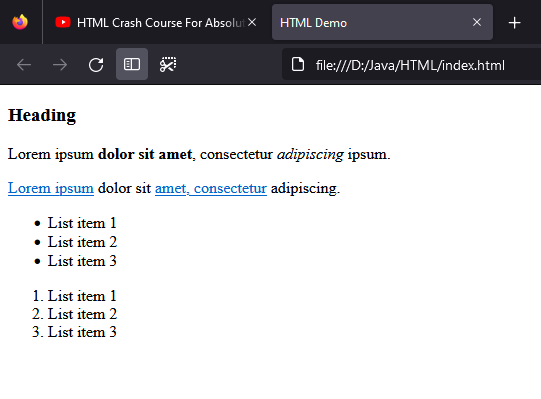 HTML Crash Course For Absolu
HTML Demo
file:///D:/Java/HTML/index.html
Heading
Lorem ipsum dolor sit amet, consectetur adipiscing ipsum.
Lorem ipsum dolor sit amet, consectetur adipiscing.
• List item 1
• List item 2
• List item 3
1. List item 1
2. List item 2
3. List item 3